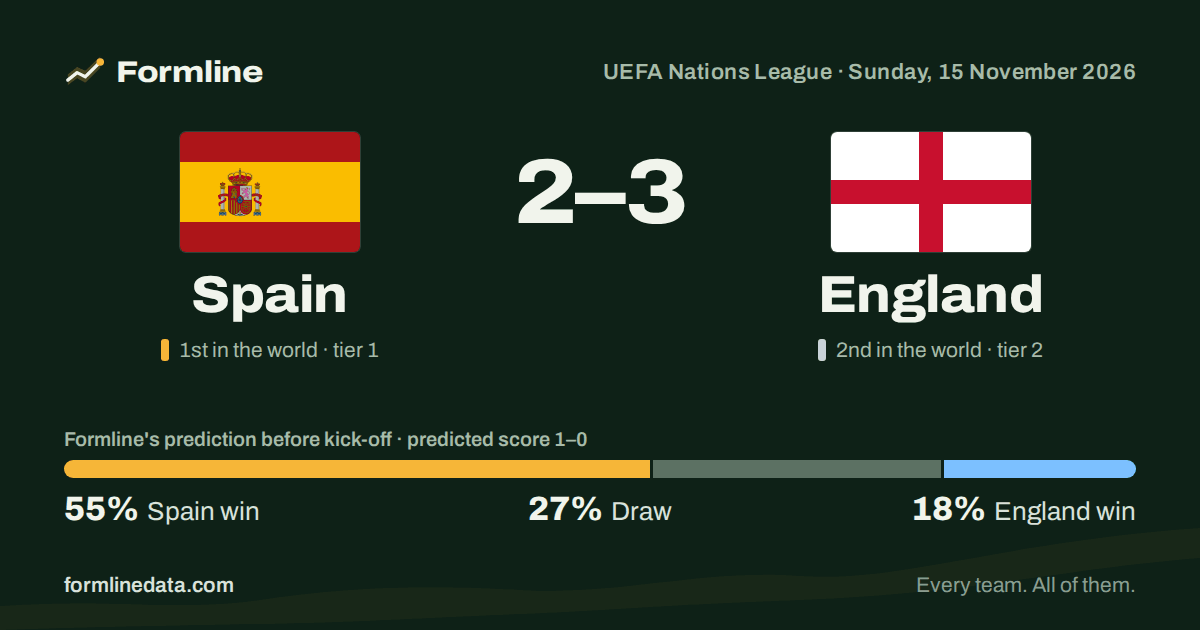 Formline
UEFA Nations League · Sunday, 15 November 2026
2–3
Spain
England
1st in the world · tier 1
2nd in the world · tier 2
Formline's prediction before kick-off · predicted score 1–0
55% Spain win
27% Draw
18% England win
formlinedata.com
Every team. All of them.